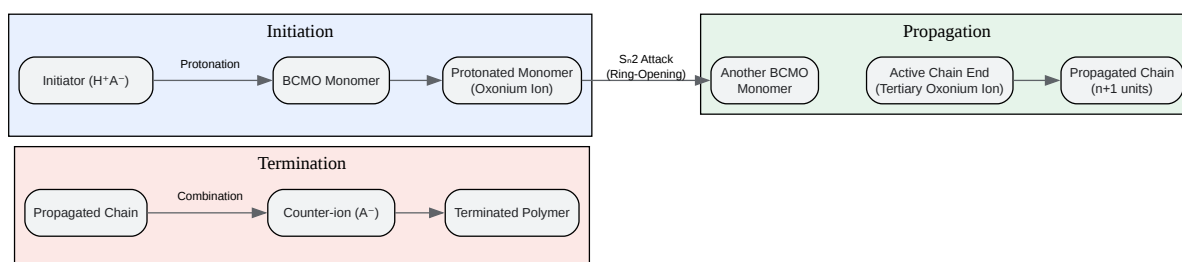 Initiation
Initiator (H⁺A⁻)
Protonation
BCMO Monomer
Protonated Monomer
(Oxonium Ion)
Sₙ2 Attack
(Ring-Opening)
Propagation
Another BCMO
Monomer
Active Chain End
(Tertiary Oxonium Ion)
Propagated Chain
(n+1 units)
Termination
Propagated Chain
Combination
Counter-ion (A⁻)
Terminated Polymer